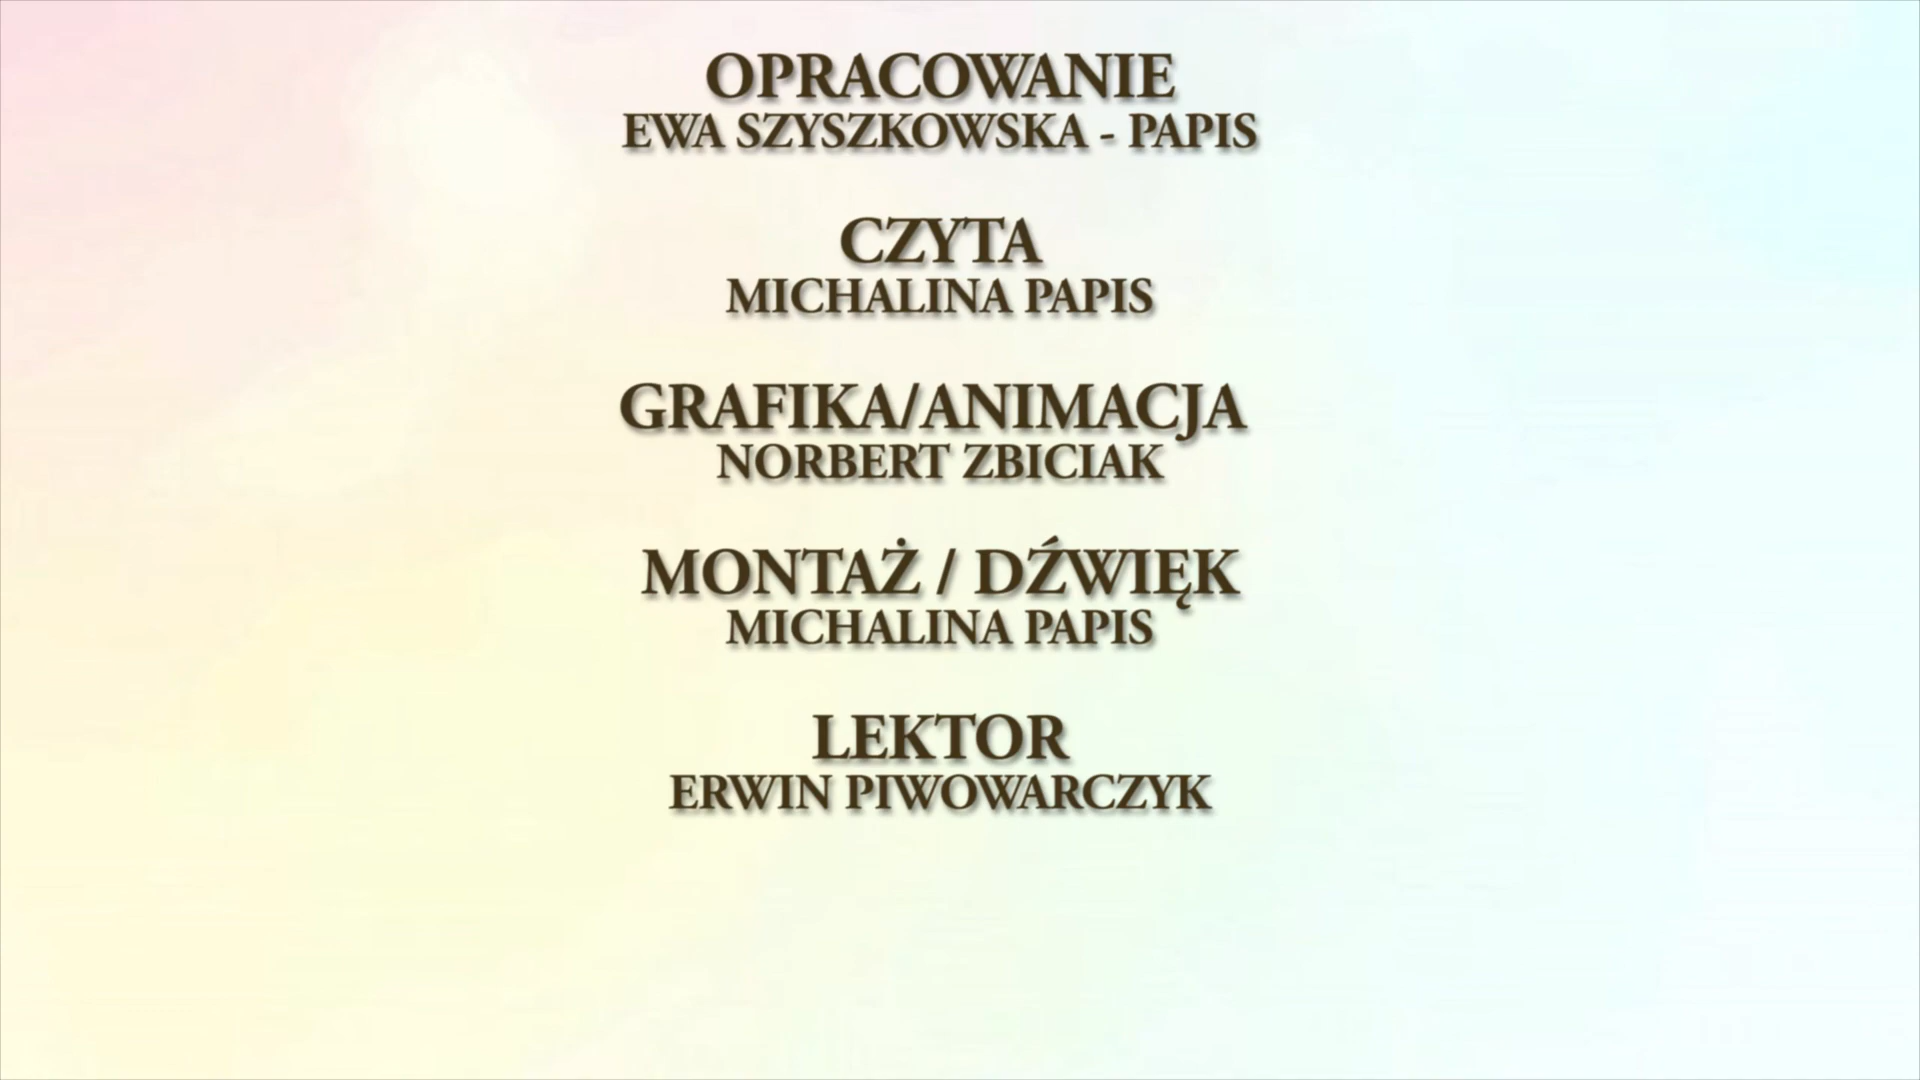 OPRACOWANIE
EWA SZYSZKOWSKA - PAPIS
CZYTA
MICHALINA PAPIS
GRAFIKA/ANIMACJA
NORBERT ZBICIAK
MONTAŻ / DŹWIĘK
MICHALINA PAPIS
LEKTOR
ERWIN PIWOWARCZYK